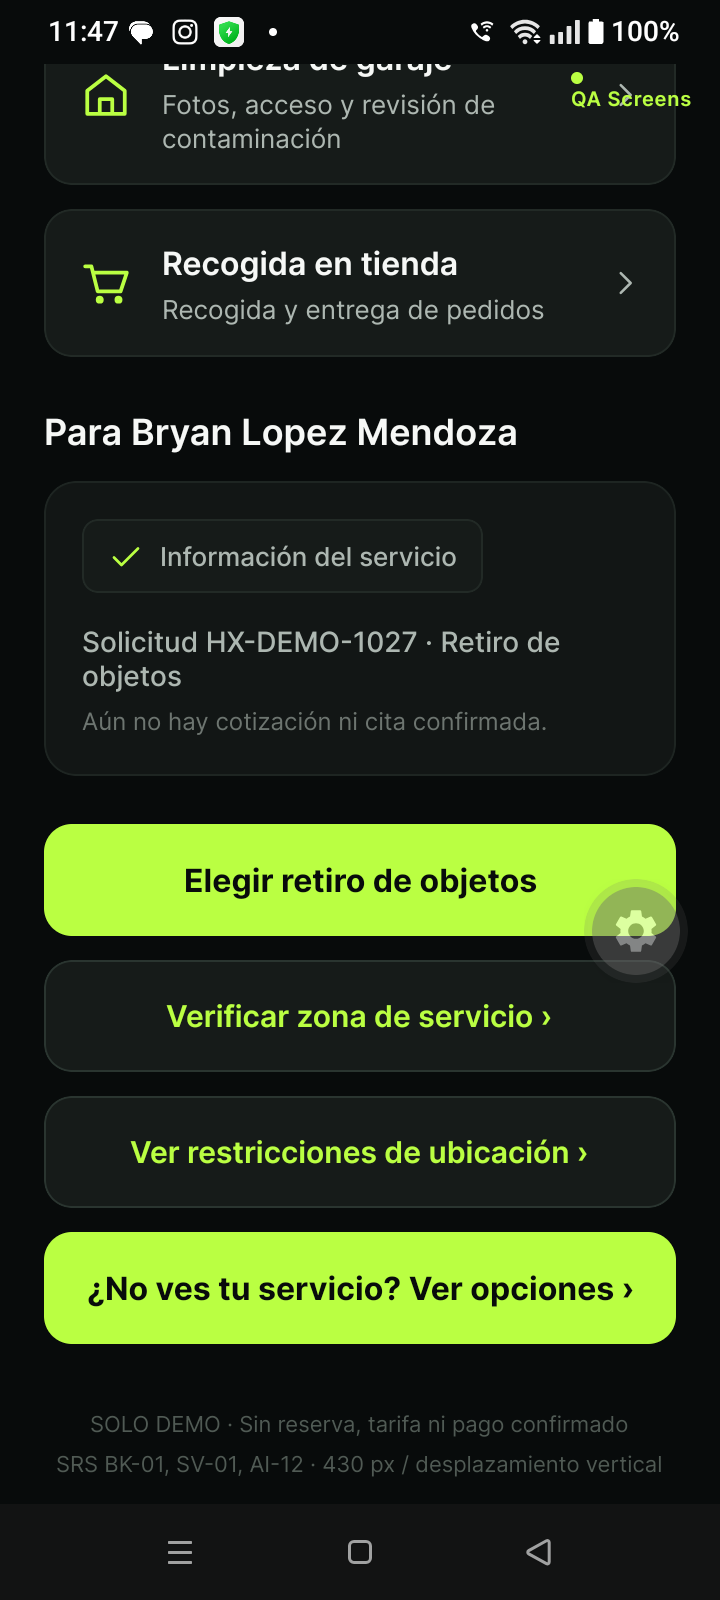 11:47
100%
Limpieza de garaje
QA Screens
Fotos, acceso y revisión de
contaminación
Recogida en tienda
Recogida y entrega de pedidos
Para Bryan Lopez Mendoza
Información del servicio
Solicitud HX-DEMO-1027 · Retiro de
objetos
Aún no hay cotización ni cita confirmada.
Elegir retiro de objetos
Verificar zona de servicio ›
Ver restricciones de ubicación ›
¿No ves tu servicio? Ver opciones ›
SOLO DEMO · Sin reserva, tarifa ni pago confirmado
SRS BK-01, SV-01, AI-12 · 430 px / desplazamiento vertical